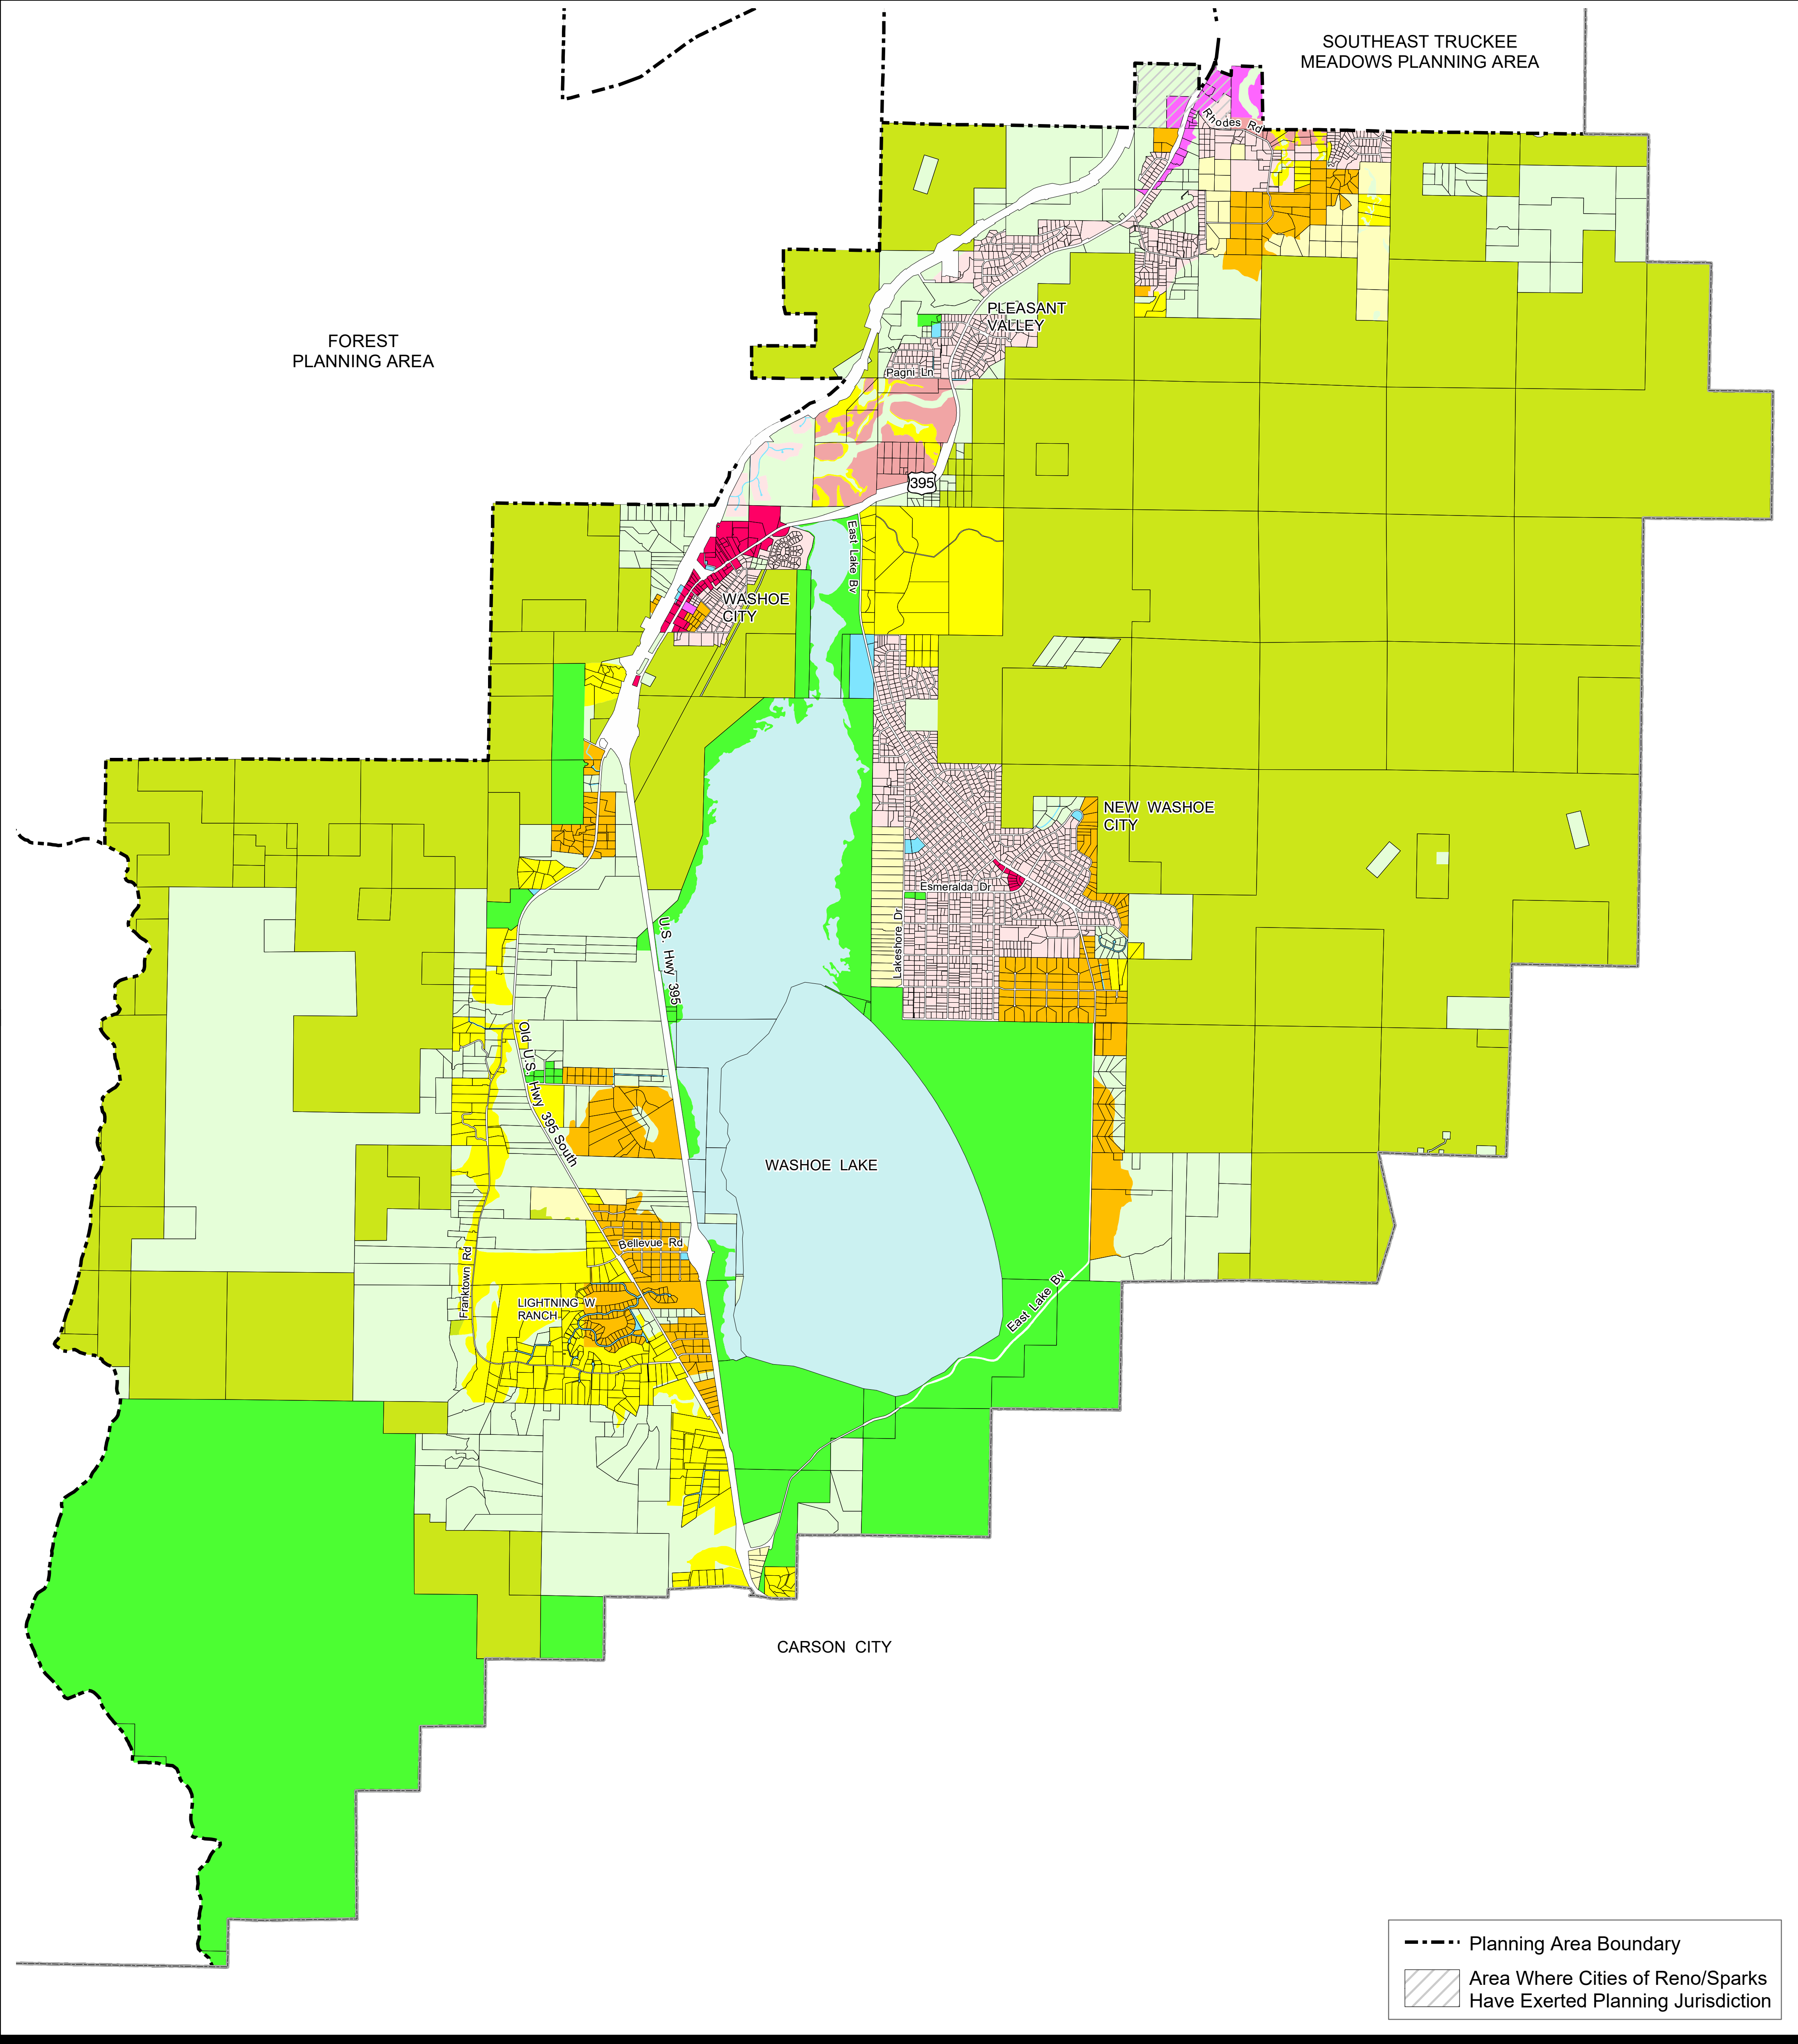 SOUTHEAST TRUCKEE
MEADOWS PLANNING AREA
Rhodes Rd
FOREST
PLANNING AREA
PLEASANT
VALLEY
Pagni Ln
395
East Lake Bv
WASHOE
CITY
NEW WASHOE
CITY
Esmeralda Dr
Lakeshore Dr
U.S. Hwy 395
Old U.S. Hwy 395 South
WASHOE LAKE
Bellevue Rd
Franktown Rd
LIGHTNING W
RANCH
East Lake Bv
CARSON CITY
Planning Area Boundary
Area Where Cities of Reno/Sparks
Have Exerted Planning Jurisdiction